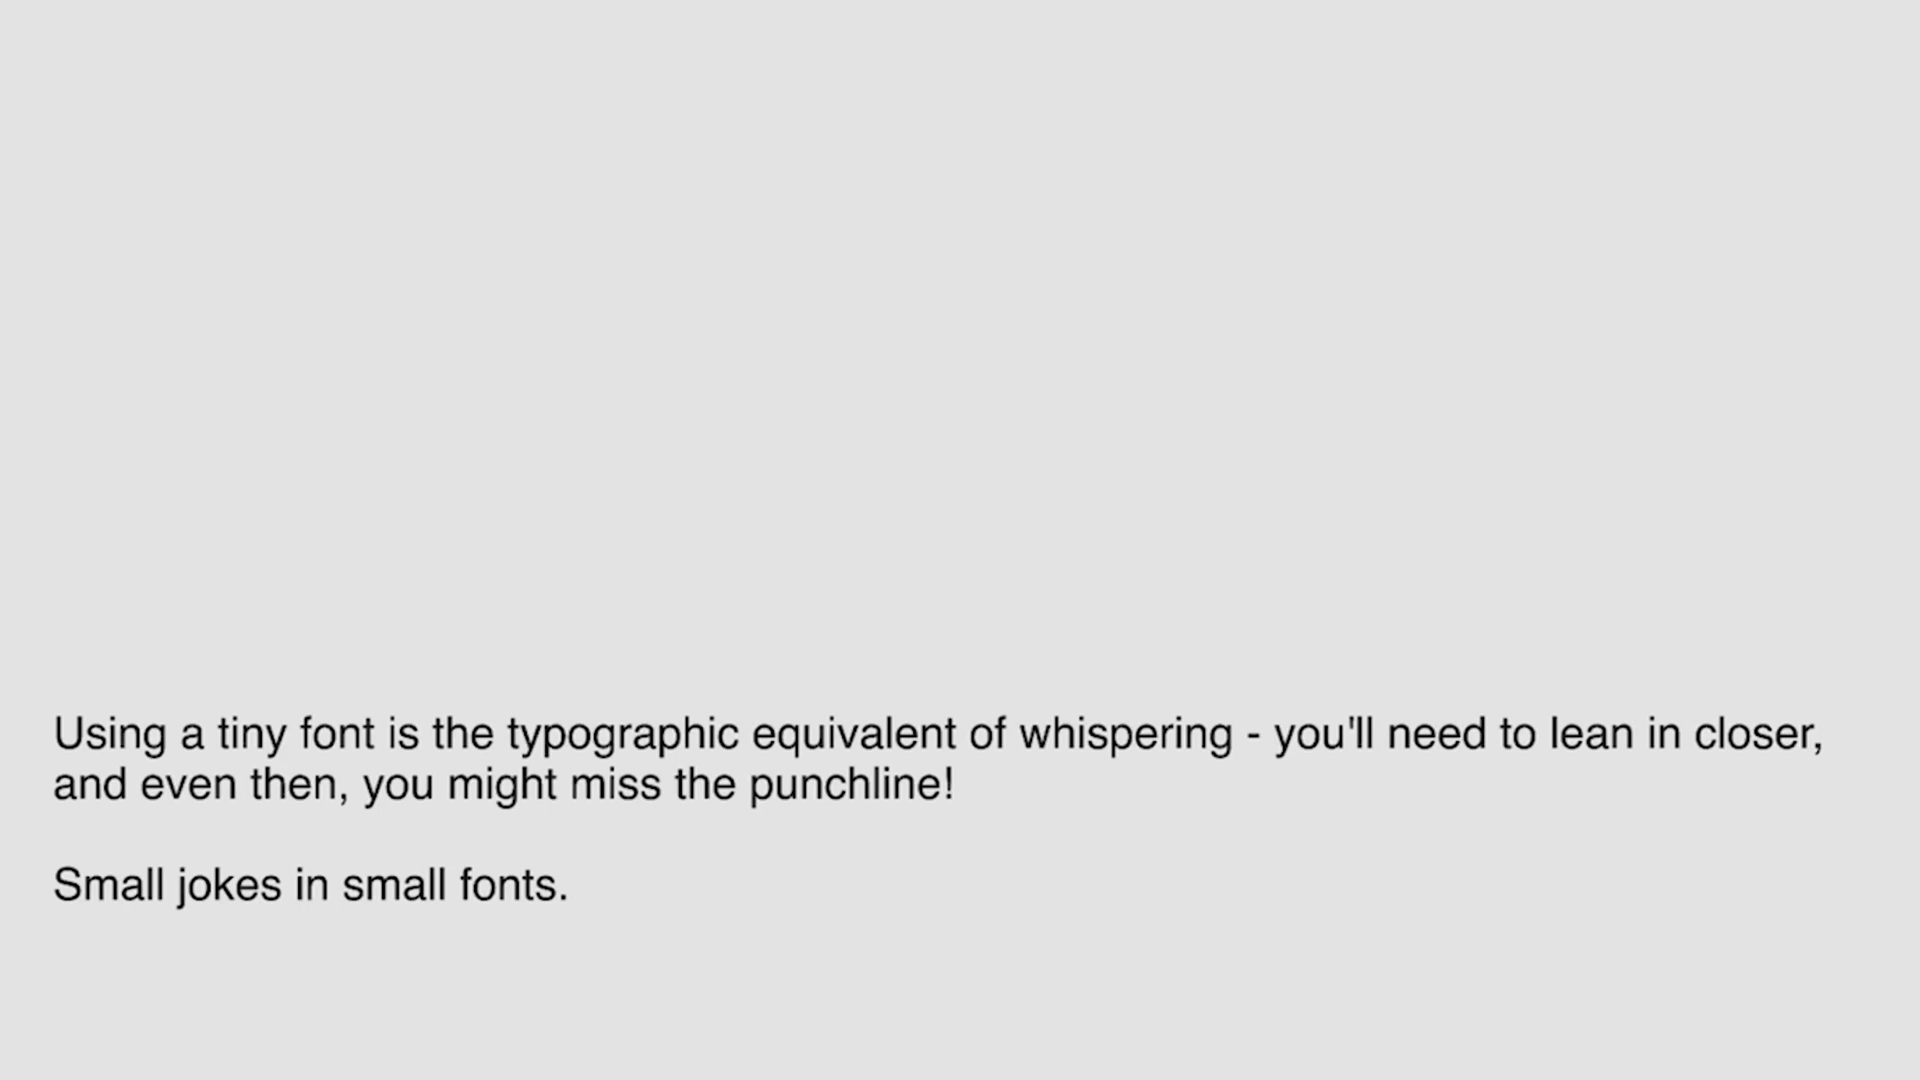 Using a tiny font is the typographic equivalent of whispering - you'll need to lean in closer,
and even then, you might miss the punchline!
Small jokes in small fonts.